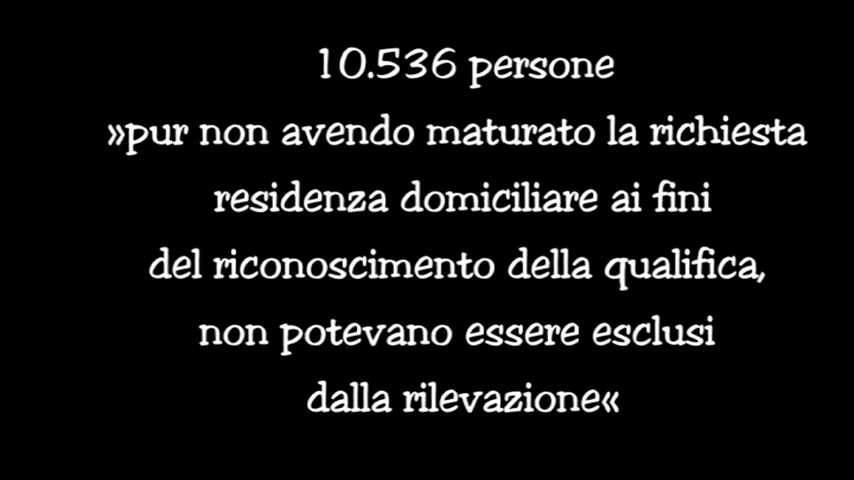 10.536 persone
»pur non avendo maturato la richiesta
residenza domiciliare ai fini
del riconoscimento della qualifica,
non potevano essere esclusi
dalla rilevazione«